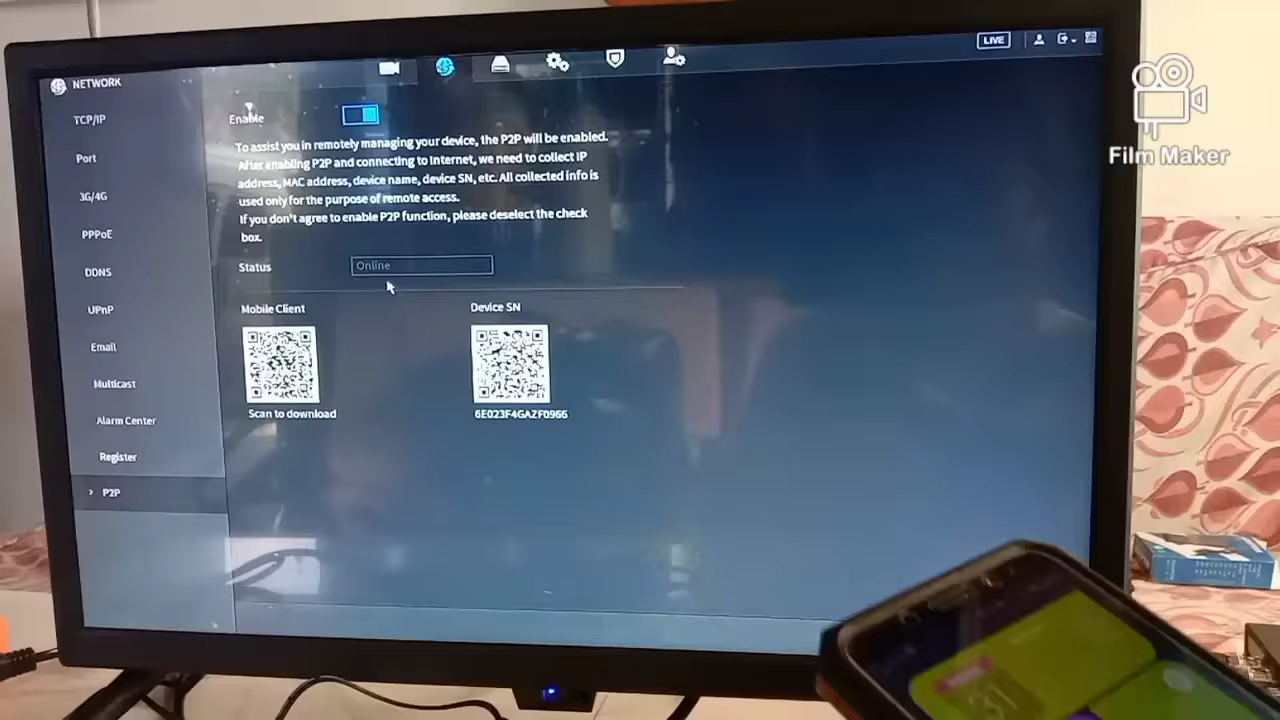 LIVE
NETWORK
TCP/IP
Port
3G/4G
PPPoE
DDNS
UPnP
Email
Multicast
Alarm Center
Register
P2P
Enable
To assist you in remotely managing your device, the P2P will be enabled.
After enabling P2P and connecting to Internet, we need to collect IP
address, MAC address, device name, device SN, etc. All collected info is
used only for the purpose of remote access.
If you don't agree to enable P2P function, please deselect the check
box.
Status
Online
Mobile Client
Device SN
Scan to download
6E023F4GAZF0966
Film Maker
31